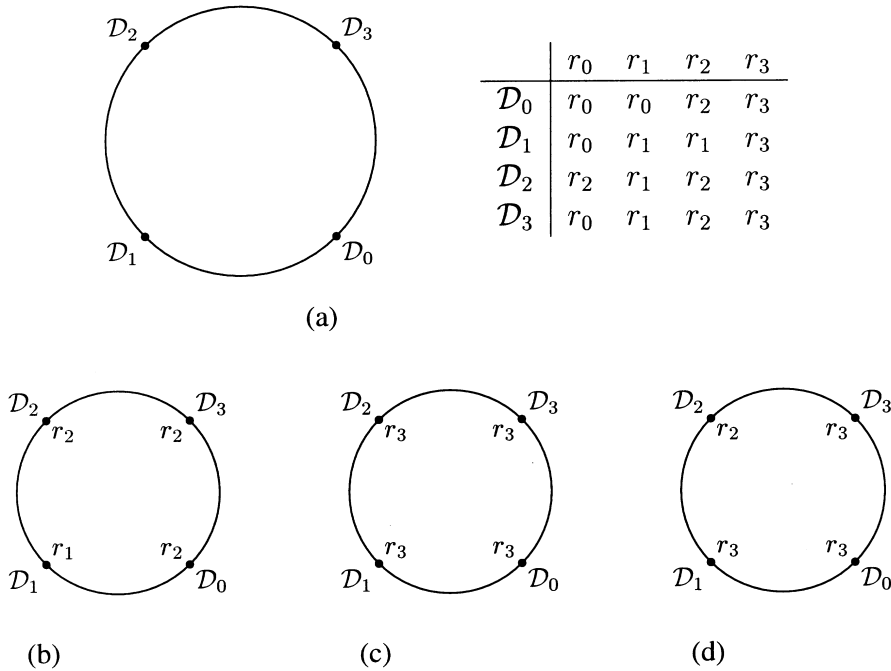 𝒟₂ 𝒟₃
𝒟₁ 𝒟₀
r₀ r₁ r₂ r₃
𝒟₀ r₀ r₀ r₂ r₃
𝒟₁ r₀ r₁ r₁ r₃
𝒟₂ r₂ r₁ r₂ r₃
𝒟₃ r₀ r₁ r₂ r₃
(a)
𝒟₂ 𝒟₃
r₂ r₂
r₁ r₂
𝒟₁ 𝒟₀
(b)
𝒟₂ 𝒟₃
r₃ r₃
r₃ r₃
𝒟₁ 𝒟₀
(c)
𝒟₂ 𝒟₃
r₂ r₃
r₃ r₃
𝒟₁ 𝒟₀
(d)